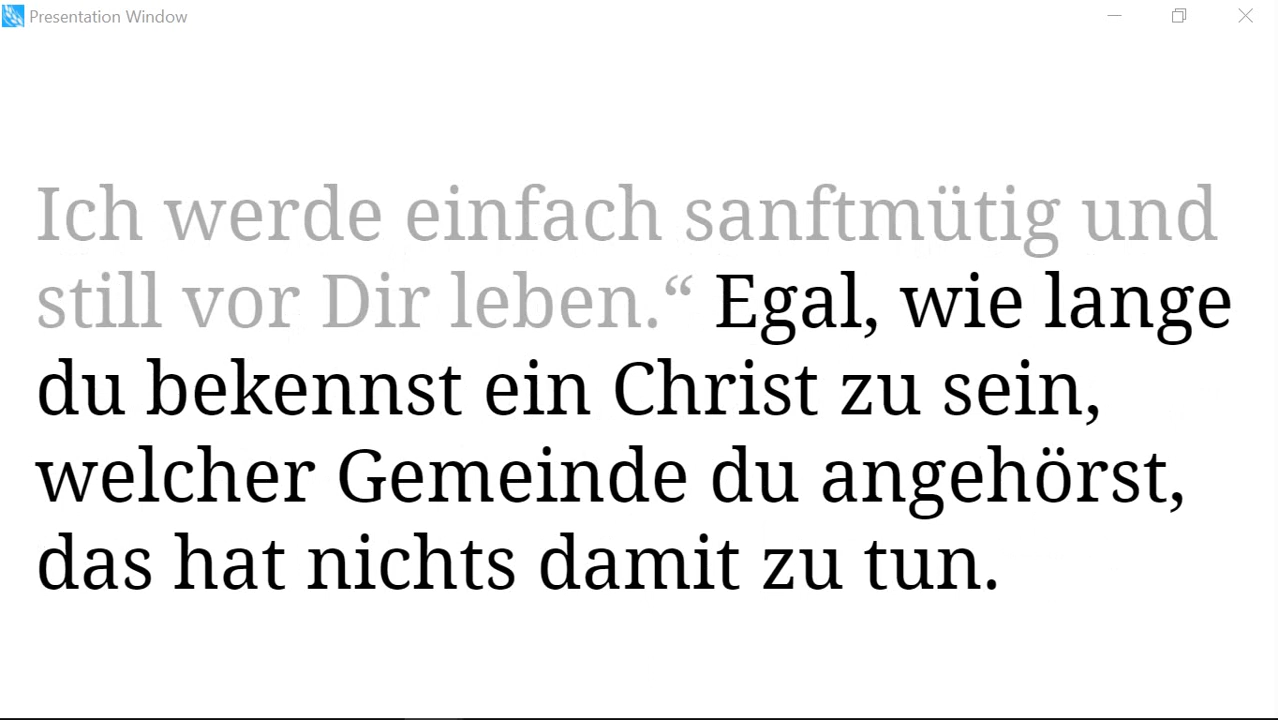 Presentation Window
Ich werde einfach sanftmütig und
still vor Dir leben.“ Egal, wie lange
du bekennst ein Christ zu sein,
welcher Gemeinde du angehörst,
das hat nichts damit zu tun.